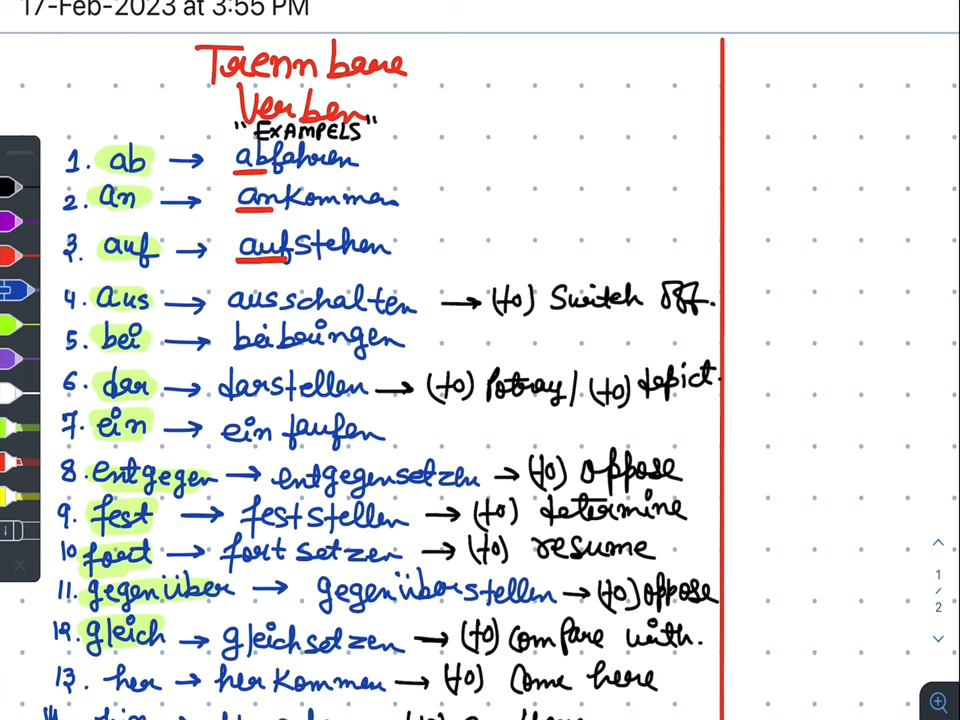 17-Feb-2023 at 3:55 PM
Trennbare
Verben
"EXAMPELS"
1. ab → abfahren
2. an → ankommen
3. auf → aufstehen
4. aus → ausschalten → (to) Switch Off.
5. bei → beibringen
6. dar → darstellen → (to) Potray / (to) depict.
7. ein → einkaufen
8. entgegen → entgegensetzen → (to) oppose
9. fest → feststellen → (to) determine
10. fort → fortsetzen → (to) resume
11. gegenüber → gegenüberstellen → (to) oppose
12. gleich → gleichsetzen → (to) compare with.
13. her → herkommen → (to) Come here
1
/
2